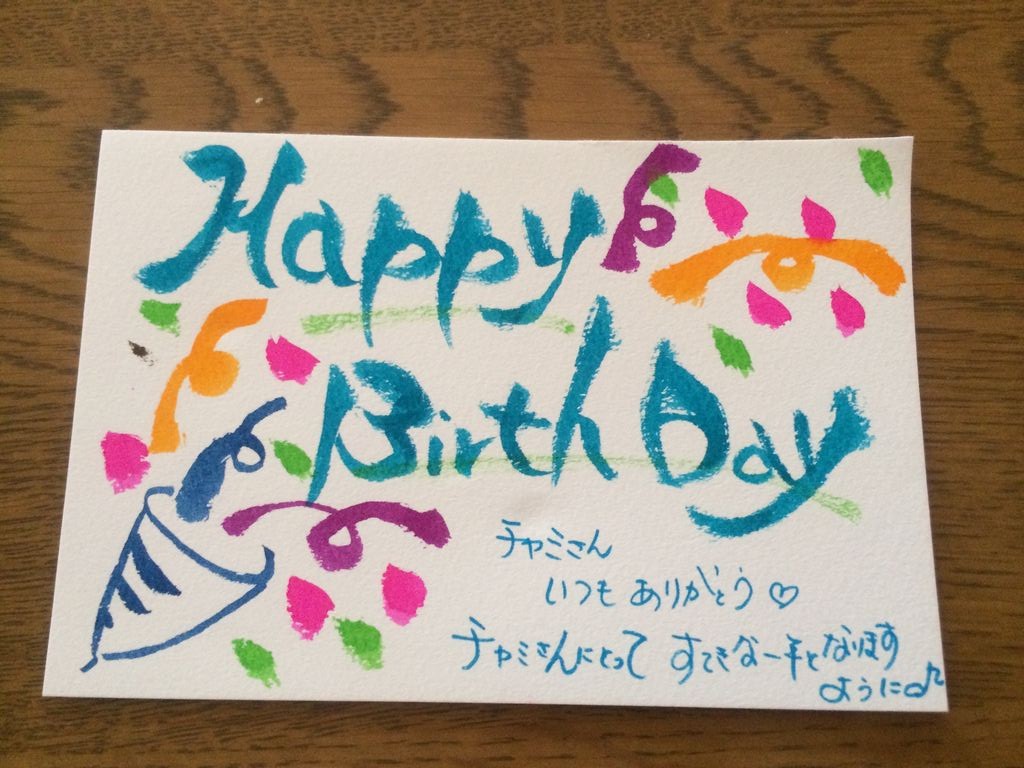 Happy
Birth Day
チャミさん
いつも ありがとう♡
チャミさんにとって すてきな一年となります
ように♪